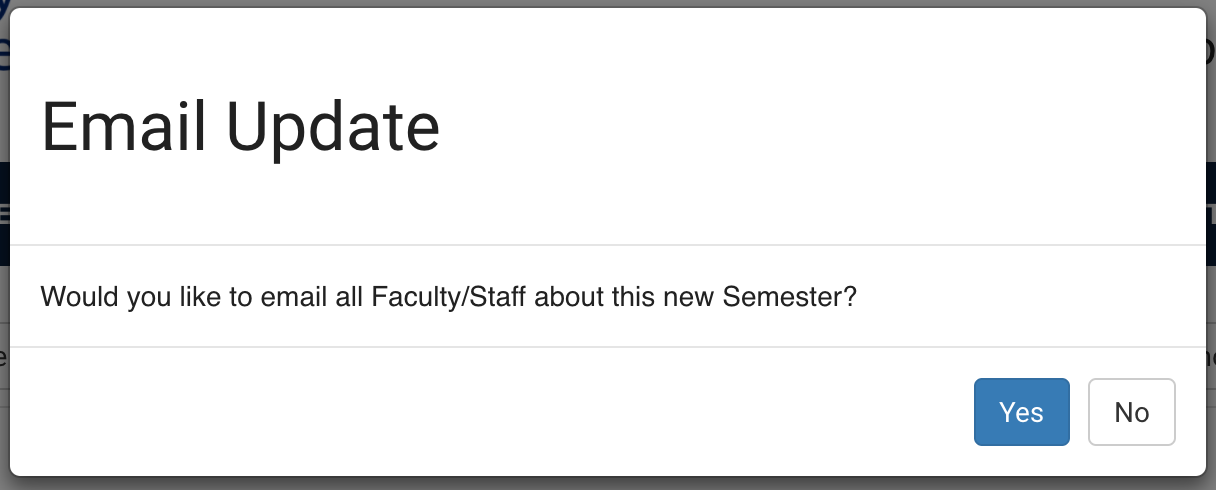 Email Update
Would you like to email all Faculty/Staff about this new Semester?
Yes
No